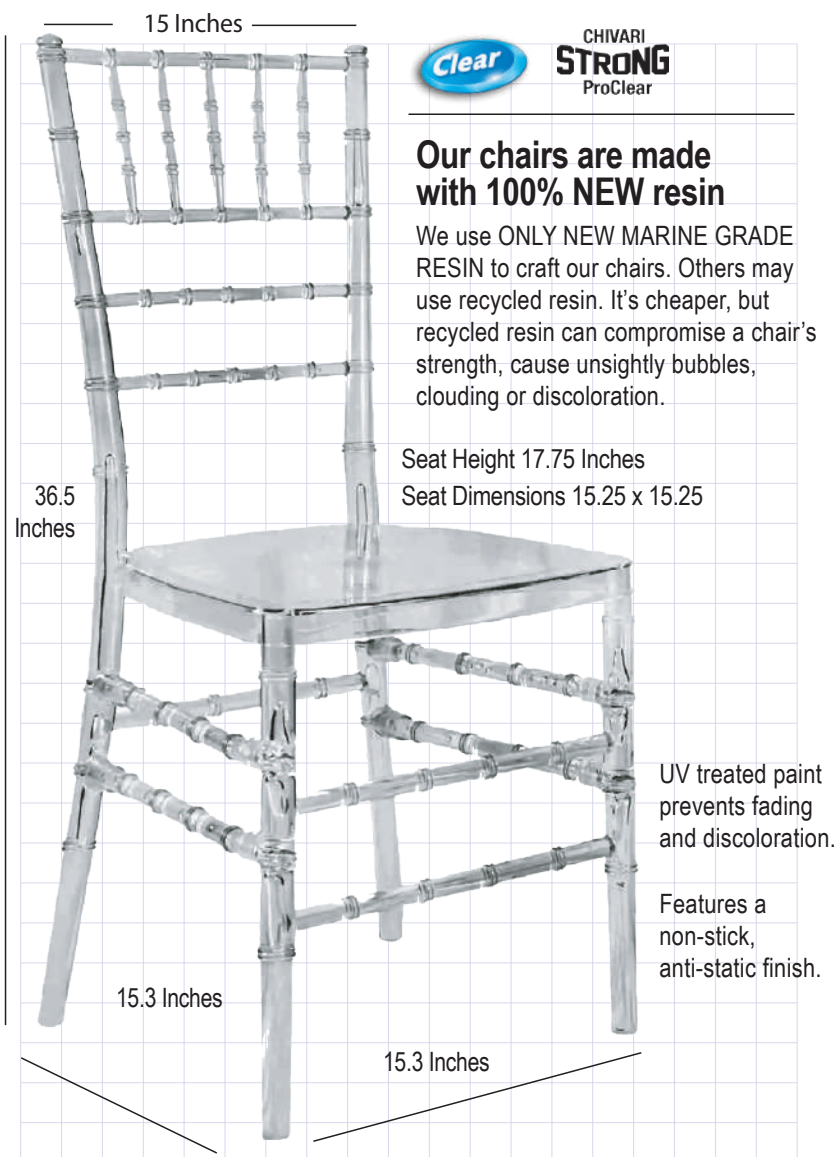 15 Inches
Clear
CHIVARI
STRONG
ProClear
Our chairs are made
with 100% NEW resin
We use ONLY NEW MARINE GRADE
RESIN to craft our chairs. Others may
use recycled resin. It’s cheaper, but
recycled resin can compromise a chair’s
strength, cause unsightly bubbles,
clouding or discoloration.
Seat Height 17.75 Inches
Seat Dimensions 15.25 x 15.25
36.5
Inches
UV treated paint
prevents fading
and discoloration.
Features a
non-stick,
anti-static finish.
15.3 Inches
15.3 Inches